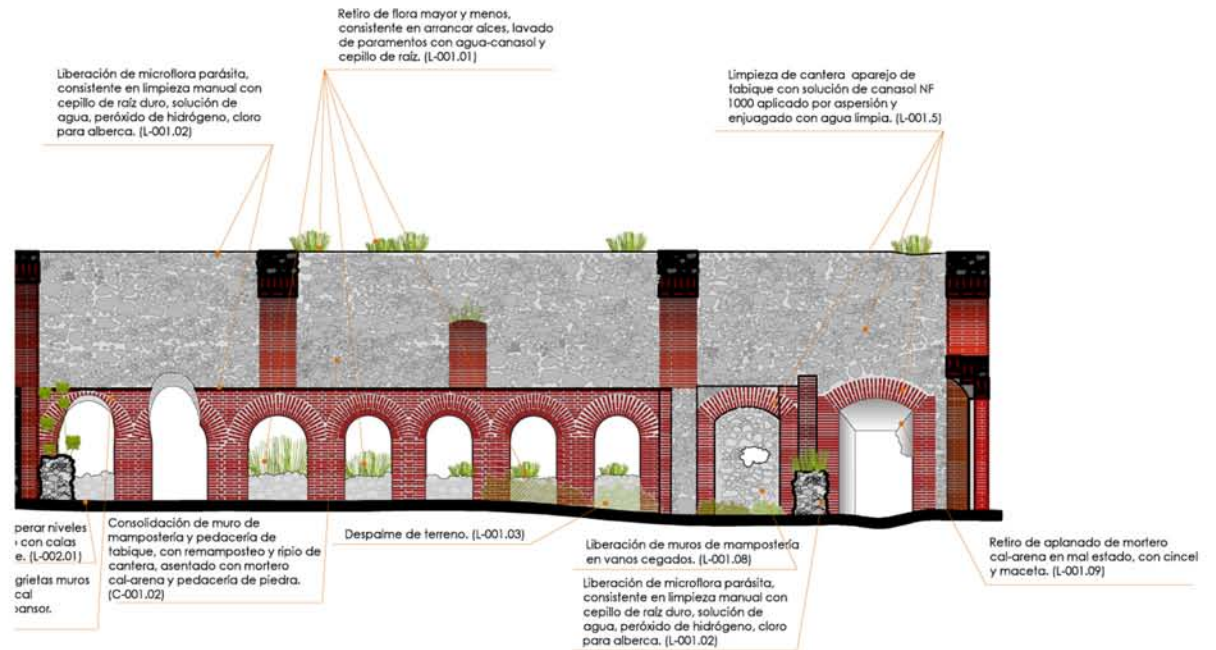 Retiro de flora mayor y menos,
consistente en arrancar aíces, lavado
de paramentos con agua-canasol y
cepillo de raíz. (L-001.01)
Liberación de microflora parásita,
consistente en limpieza manual con
cepillo de raíz duro, solución de
agua, peróxido de hidrógeno, cloro
para alberca. (L-001.02)
Limpieza de cantera aparejo de
tabique con solución de canasol NF
1000 aplicado por aspersión y
enjuagado con agua limpia. (L-001.5)
perar niveles
o con calas
e. (L-002.01)
grietas muros
cal
pansor.
Consolidación de muro de
mampostería y pedacería de
tabique, con remamposteo y ripio de
cantera, asentado con mortero
cal-arena y pedacería de piedra.
(C-001.02)
Despalme de terreno. (L-001.03)
Liberación de muros de mampostería
en vanos cegados. (L-001.08)
Liberación de microflora parásita,
consistente en limpieza manual con
cepillo de raíz duro, solución de
agua, peróxido de hidrógeno, cloro
para alberca. (L-001.02)
Retiro de aplanado de mortero
cal-arena en mal estado, con cincel
y maceta. (L-001.09)